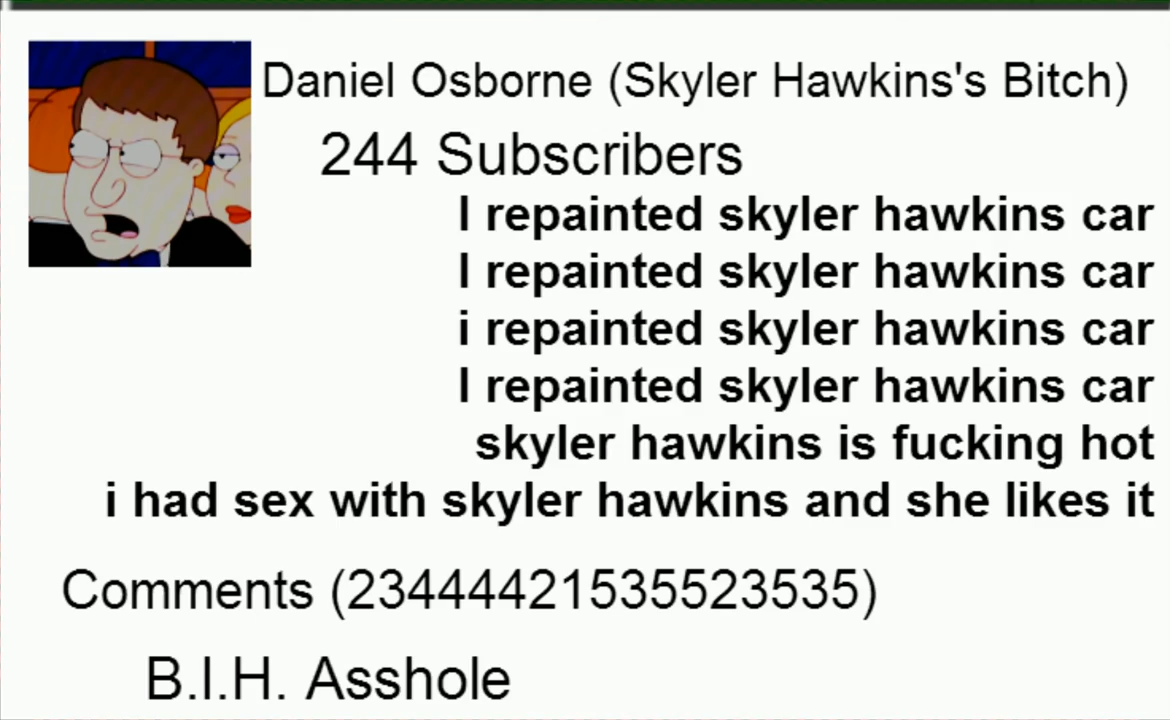 Daniel Osborne (Skyler Hawkins's Bitch)
244 Subscribers
I repainted skyler hawkins car
I repainted skyler hawkins car
i repainted skyler hawkins car
I repainted skyler hawkins car
skyler hawkins is fucking hot
i had sex with skyler hawkins and she likes it
Comments (23444421535523535)
B.I.H. Asshole